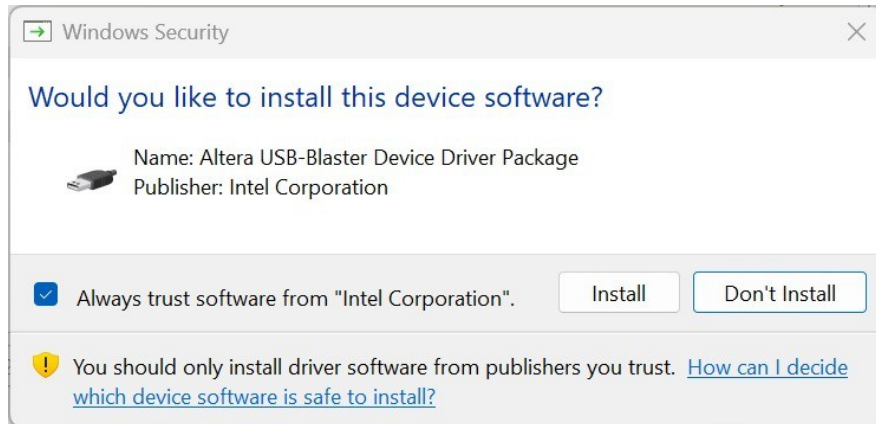 Windows Security
Would you like to install this device software?
Name: Altera USB-Blaster Device Driver Package
Publisher: Intel Corporation
Always trust software from "Intel Corporation".
Install
Don't Install
You should only install driver software from publishers you trust. How can I decide
which device software is safe to install?